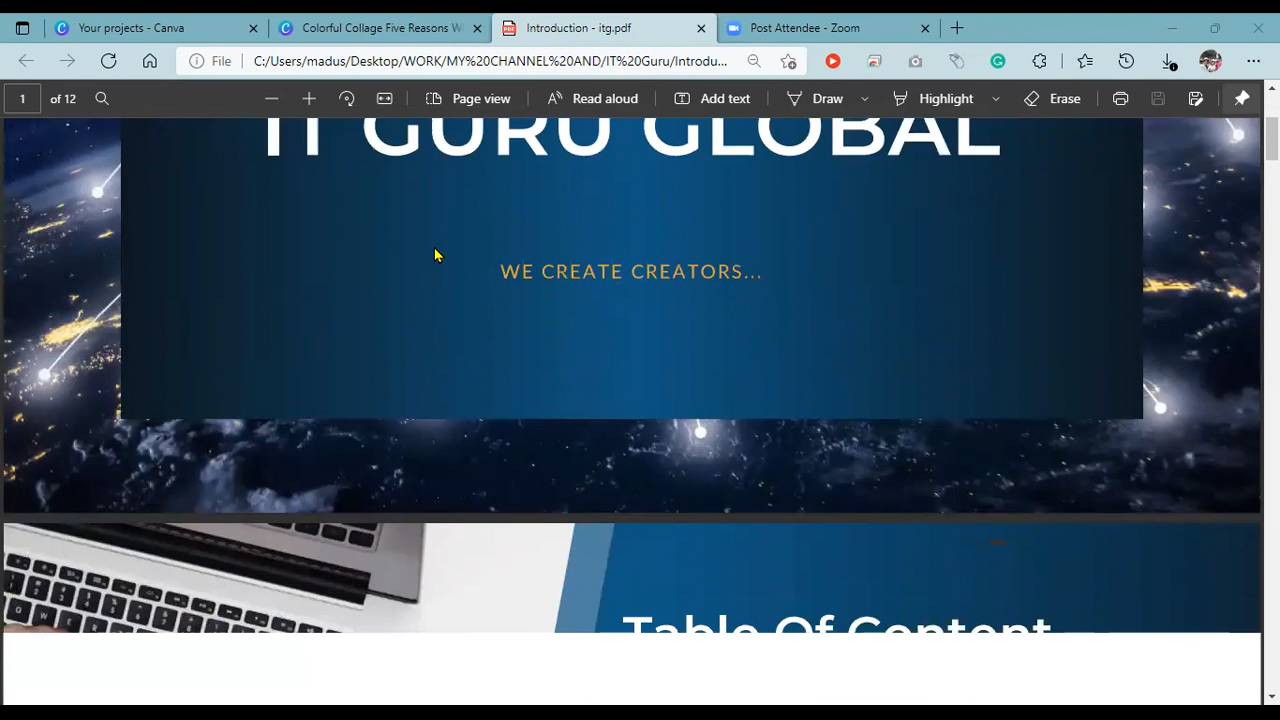 Your projects - Canva
Colorful Collage Five Reasons W
Introduction - itg.pdf
Post Attendee - Zoom
File
C:/Users/madus/Desktop/WORK/MY%20CHANNEL%20AND/IT%20Guru/Introdu...
1 of 12
Page view
Read aloud
Add text
Draw
Highlight
Erase
IT GURU GLOBAL
WE CREATE CREATORS...
Table Of Content